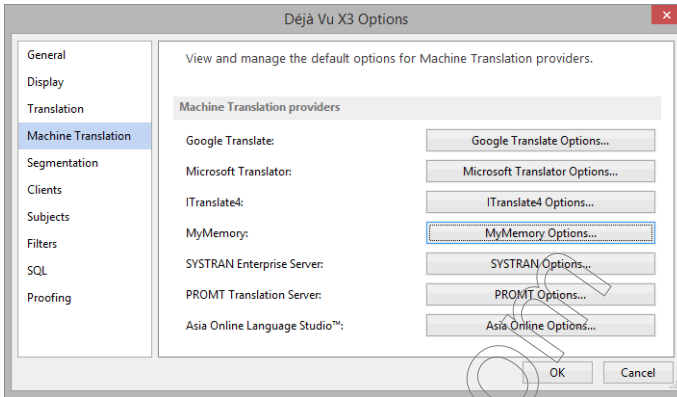 Déjà Vu X3 Options
General
Display
Translation
Machine Translation
Segmentation
Clients
Subjects
Filters
SQL
Proofing
View and manage the default options for Machine Translation providers.
Machine Translation providers
Google Translate: Google Translate Options...
Microsoft Translator: Microsoft Translator Options...
ITranslate4: ITranslate4 Options...
MyMemory: MyMemory Options...
SYSTRAN Enterprise Server: SYSTRAN Options...
PROMT Translation Server: PROMT Options...
Asia Online Language Studio™: Asia Online Options...
OK Cancel
om